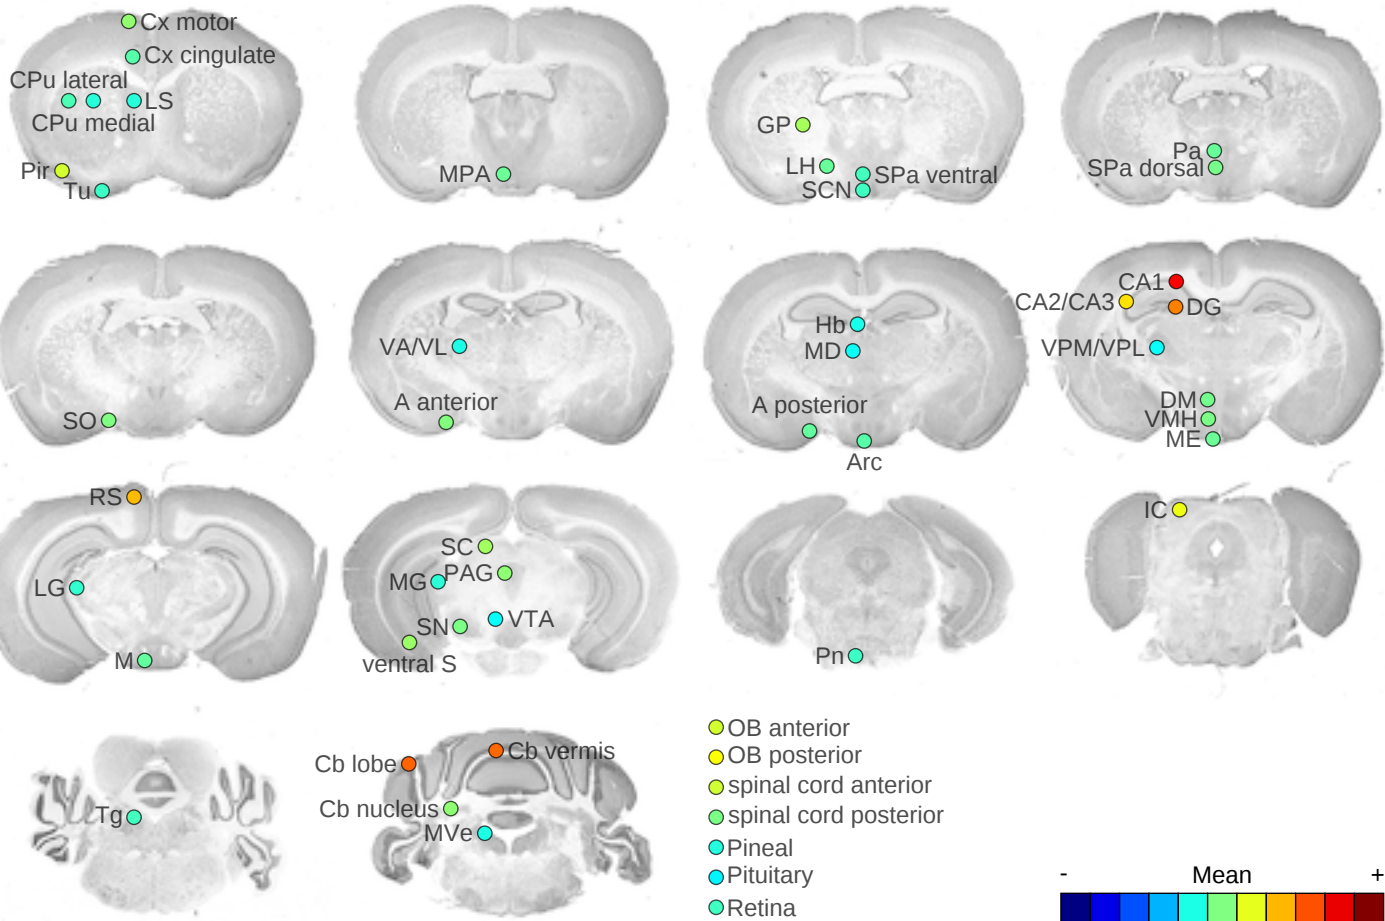 Cx motor
Cx cingulate
CPu lateral
LS
CPu medial
Pir
Tu
MPA
GP
LH
SPa ventral
SCN
Pa
SPa dorsal
SO
VA/VL
A anterior
Hb
MD
A posterior
Arc
CA1
CA2/CA3
DG
VPM/VPL
DM
VMH
ME
RS
LG
M
SC
MG
PAG
SN
VTA
ventral S
Pn
IC
Tg
Cb lobe
Cb vermis
Cb nucleus
MVe
OB anterior
OB posterior
spinal cord anterior
spinal cord posterior
Pineal
Pituitary
Retina
- Mean +